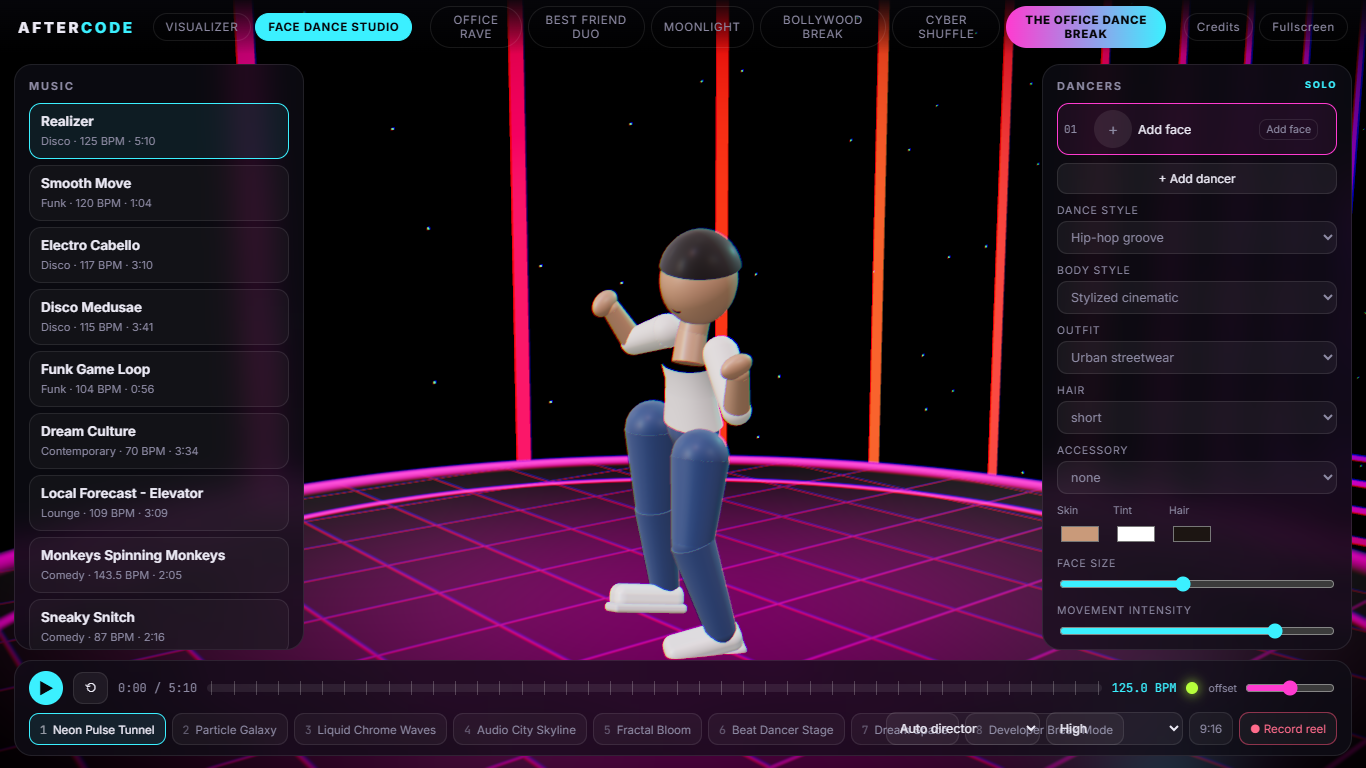 AFTERCODE
VISUALIZER
FACE DANCE STUDIO
OFFICE
RAVE
BEST FRIEND
DUO
MOONLIGHT
BOLLYWOOD
BREAK
CYBER
SHUFFLE
THE OFFICE DANCE
BREAK
Credits
Fullscreen
MUSIC
Realizer
Disco · 125 BPM · 5:10
Smooth Move
Funk · 120 BPM · 1:04
Electro Cabello
Disco · 117 BPM · 3:10
Disco Medusae
Disco · 115 BPM · 3:41
Funk Game Loop
Funk · 104 BPM · 0:56
Dream Culture
Contemporary · 70 BPM · 3:34
Local Forecast - Elevator
Lounge · 109 BPM · 3:09
Monkeys Spinning Monkeys
Comedy · 143.5 BPM · 2:05
Sneaky Snitch
Comedy · 87 BPM · 2:16
DANCERS
SOLO
01 + Add face
Add face
+ Add dancer
DANCE STYLE
Hip-hop groove
BODY STYLE
Stylized cinematic
OUTFIT
Urban streetwear
HAIR
short
ACCESSORY
none
Skin Tint Hair
FACE SIZE
MOVEMENT INTENSITY
0:00 / 5:10
125.0 BPM
offset
1 Neon Pulse Tunnel
2 Particle Galaxy
3 Liquid Chrome Waves
4 Audio City Skyline
5 Fractal Bloom
6 Beat Dancer Stage
7
Auto director
8 Developer
Mode
High
9:16
Record reel